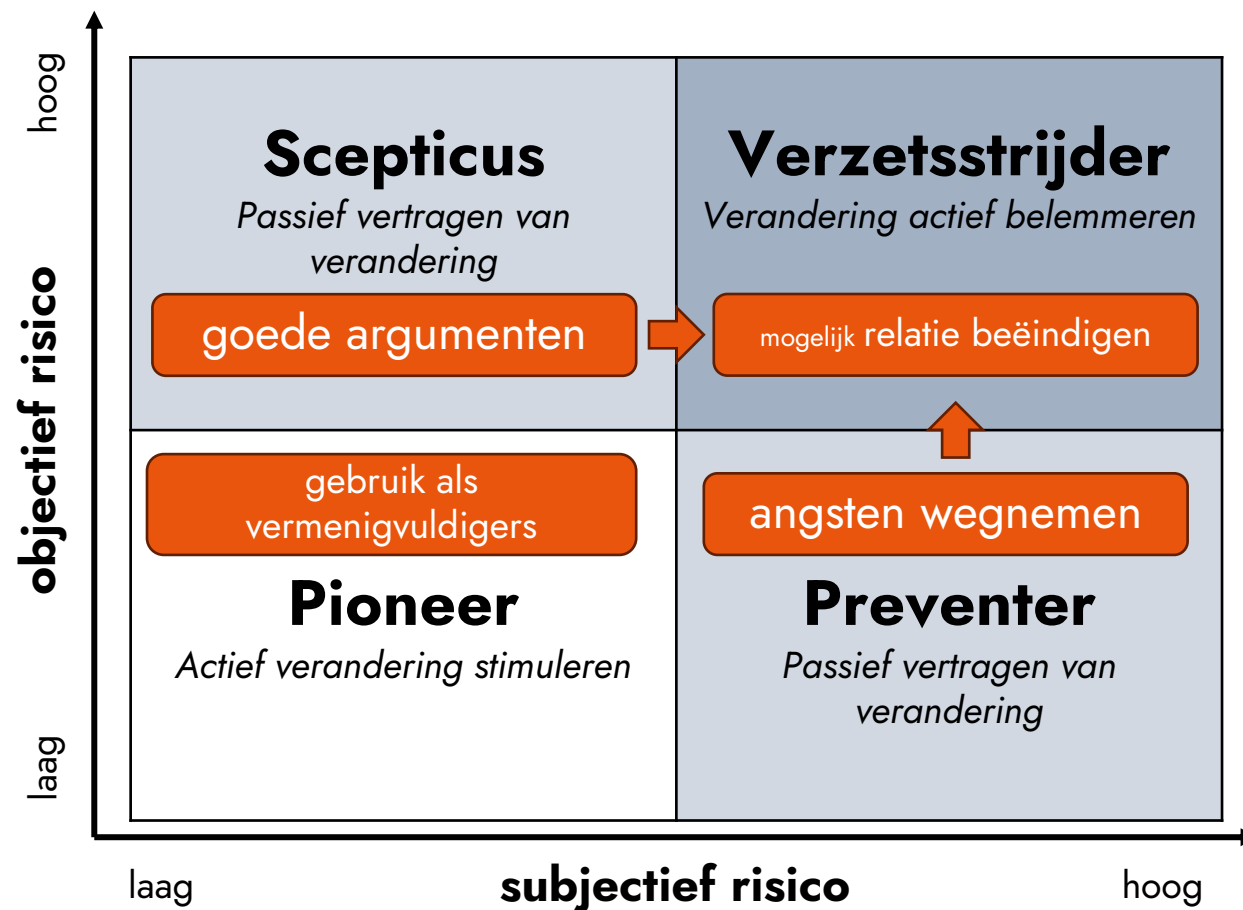 hoog
objectief risico
laag
Scepticus
Passief vertragen van
verandering
goede argumenten
Verzetsstrijder
Verandering actief belemmeren
mogelijk relatie beëindigen
gebruik als
vermenigvuldigers
Pioneer
Actief verandering stimuleren
angsten wegnemen
Preventer
Passief vertragen van
verandering
laag
subjectief risico
hoog